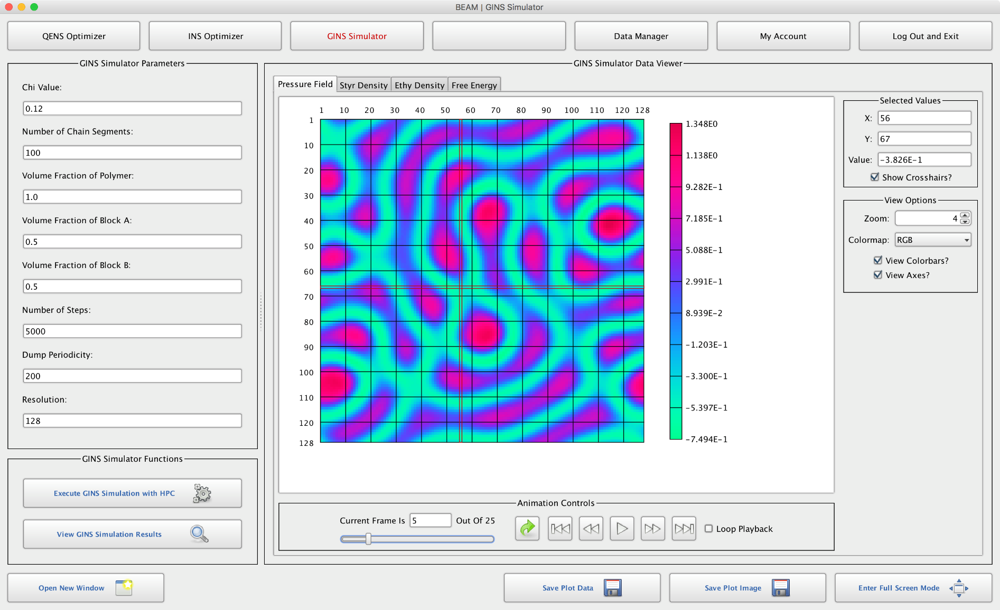 BEAM | GINS Simulator
QENS Optimizer
INS Optimizer
GINS Simulator
Data Manager
My Account
Log Out and Exit
GINS Simulator Parameters
Chi Value:
0.12
Number of Chain Segments:
100
Volume Fraction of Polymer:
1.0
Volume Fraction of Block A:
0.5
Volume Fraction of Block B:
0.5
Number of Steps:
5000
Dump Periodicity:
200
Resolution:
128
GINS Simulator Functions
Execute GINS Simulation with HPC
View GINS Simulation Results
GINS Simulator Data Viewer
Pressure Field
Styr Density
Ethy Density
Free Energy
1 10 20 30 40 50 60 70 80 90 100 110 120 128
1
10
20
30
40
50
60
70
80
90
100
110
120
128
1.348E0
1.138E0
9.282E-1
7.185E-1
5.088E-1
2.991E-1
8.939E-2
-1.203E-1
-3.300E-1
-5.397E-1
-7.494E-1
Selected Values
X: 56
Y: 67
Value: -3.826E-1
Show Crosshairs?
View Options
Zoom: 4
Colormap: RGB
View Colorbars?
View Axes?
Animation Controls
Current Frame Is 5 Out Of 25
Loop Playback
Open New Window
Save Plot Data
Save Plot Image
Enter Full Screen Mode